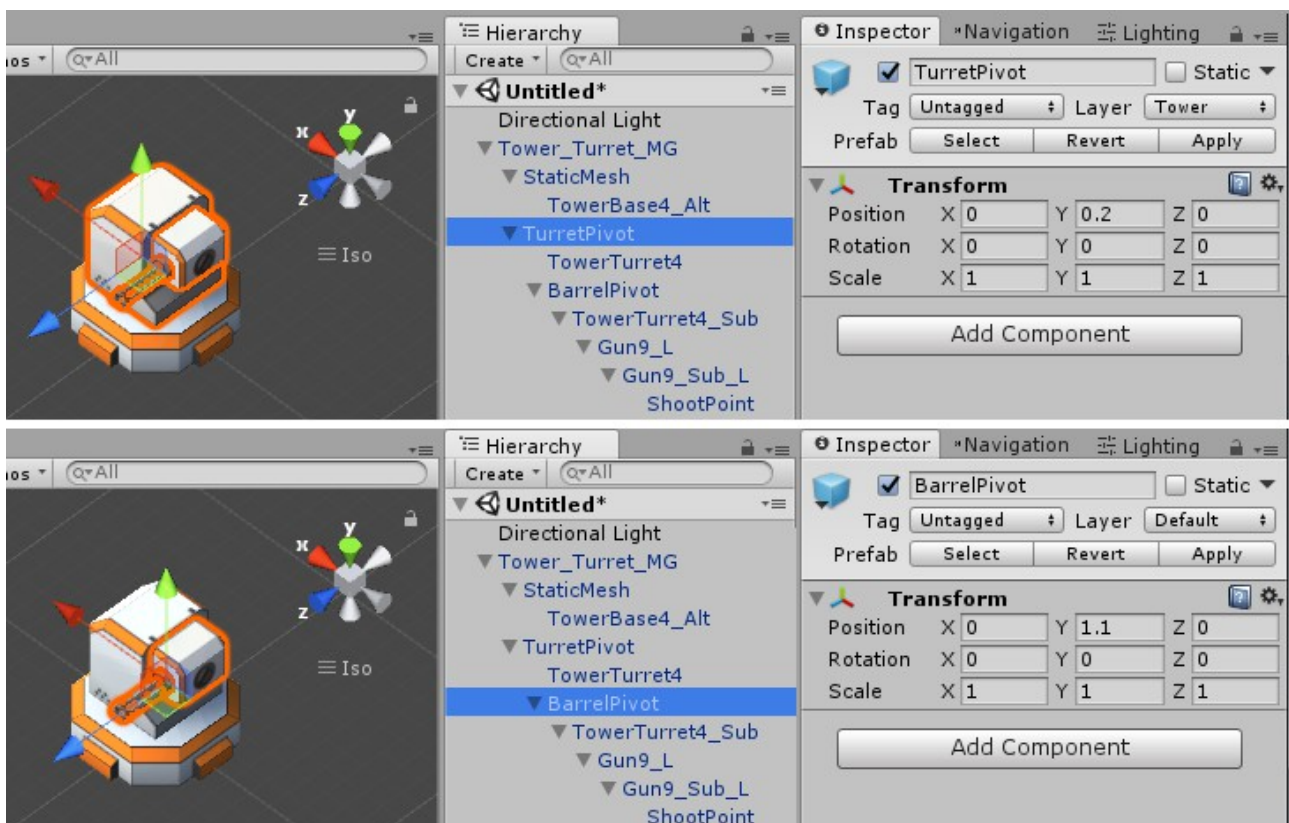 Hierarchy
Inspector Navigation Lighting
os All
Create All
TurretPivot Static
Untitled*
Tag Untagged Layer Tower
Directional Light
Prefab Select Revert Apply
Tower_Turret_MG
StaticMesh
Transform
TowerBase4_Alt
Position X 0 Y 0.2 Z 0
TurretPivot
Rotation X 0 Y 0 Z 0
TowerTurret4
Scale X 1 Y 1 Z 1
BarrelPivot
TowerTurret4_Sub
Add Component
Gun9_L
Gun9_Sub_L
ShootPoint
x y z
Iso
Hierarchy
Inspector Navigation Lighting
os All
Create All
BarrelPivot Static
Untitled*
Tag Untagged Layer Default
Directional Light
Prefab Select Revert Apply
Tower_Turret_MG
StaticMesh
Transform
TowerBase4_Alt
Position X 0 Y 1.1 Z 0
TurretPivot
Rotation X 0 Y 0 Z 0
TowerTurret4
Scale X 1 Y 1 Z 1
BarrelPivot
TowerTurret4_Sub
Add Component
Gun9_L
Gun9_Sub_L
ShootPoint
x y z
Iso